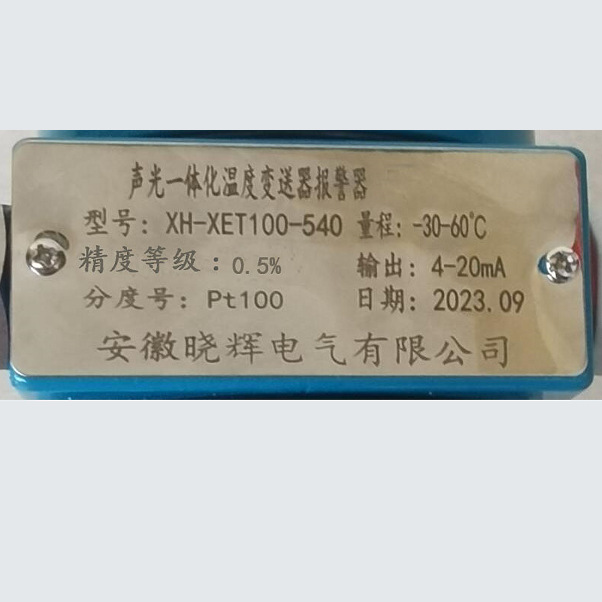 声光一体化温度变送器报警器
型号: XH-XET100-540 量程: -30-60℃
精度等级: 0.5% 输出: 4-20mA
分度号: Pt100 日期: 2023.09
安徽晓辉电气有限公司